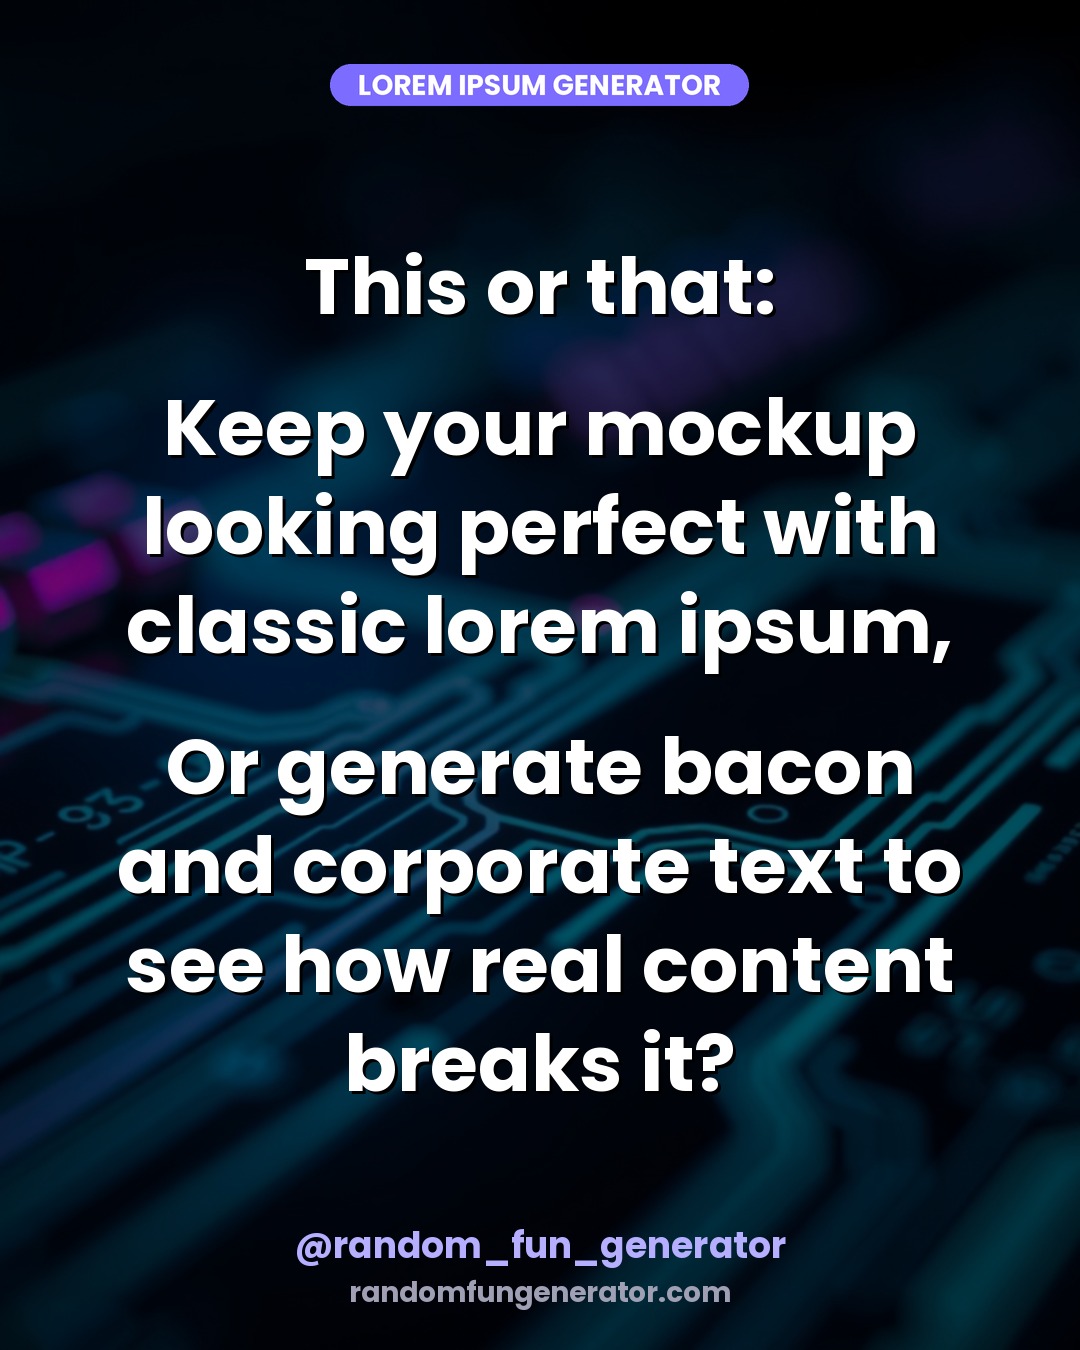 LOREM IPSUM GENERATOR
This or that:
Keep your mockup
looking perfect with
classic lorem ipsum,
Or generate bacon
and corporate text to
see how real content
breaks it?
@random_fun_generator
randomfungenerator.com